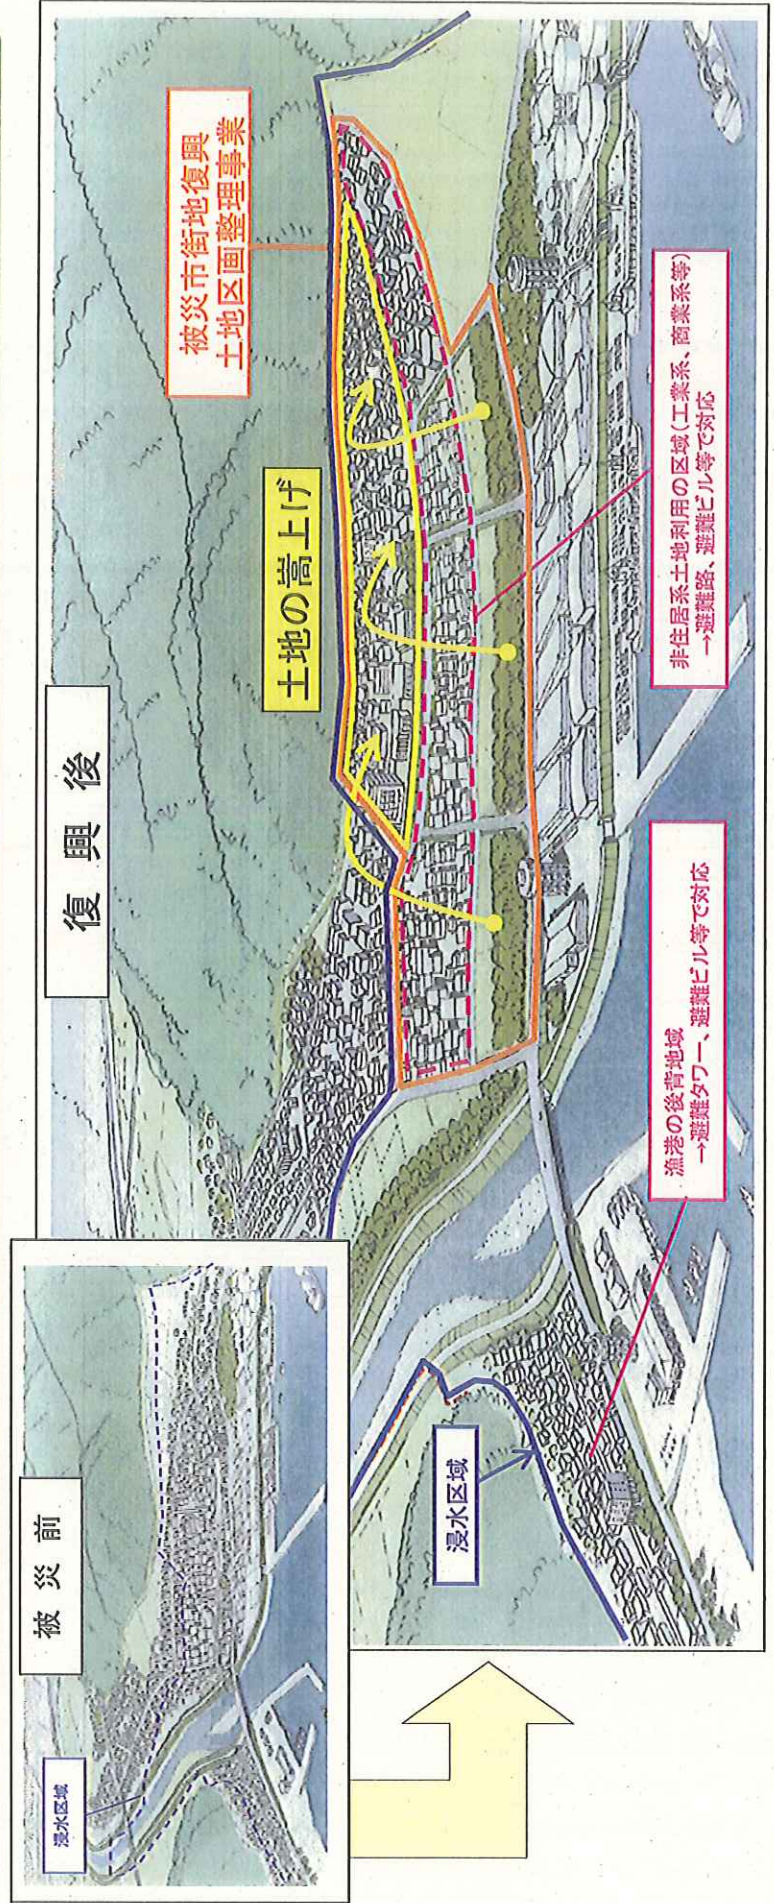 被災前
浸水区域
復興後
被災市街地復興
土地区画整理事業
土地の嵩上げ
非住居系土地利用の区域(工業系、商業系等)
→避難路、避難ビル等で対応
漁港の後背地域
→避難タワー、避難ビル等で対応
浸水区域